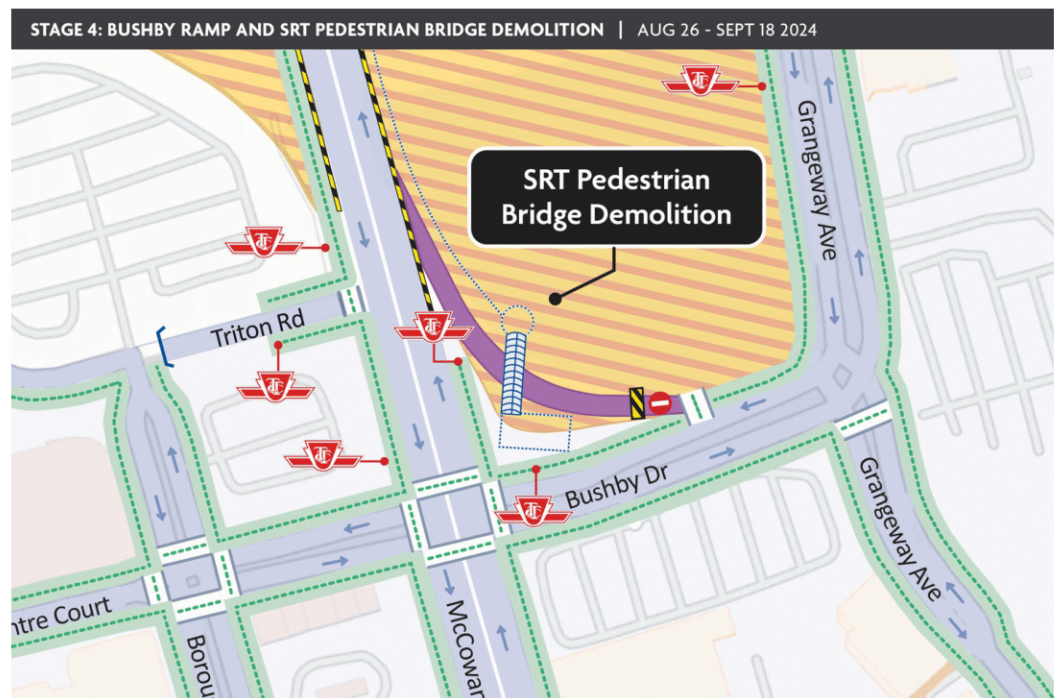 STAGE 4: BUSHBY RAMP AND SRT PEDESTRIAN BRIDGE DEMOLITION | AUG 26 - SEPT 18 2024
SRT Pedestrian
Bridge Demolition
Grangeway Ave
Triton Rd
Bushby Dr
Grangeway Ave
ntre Court
Borou
McCowan